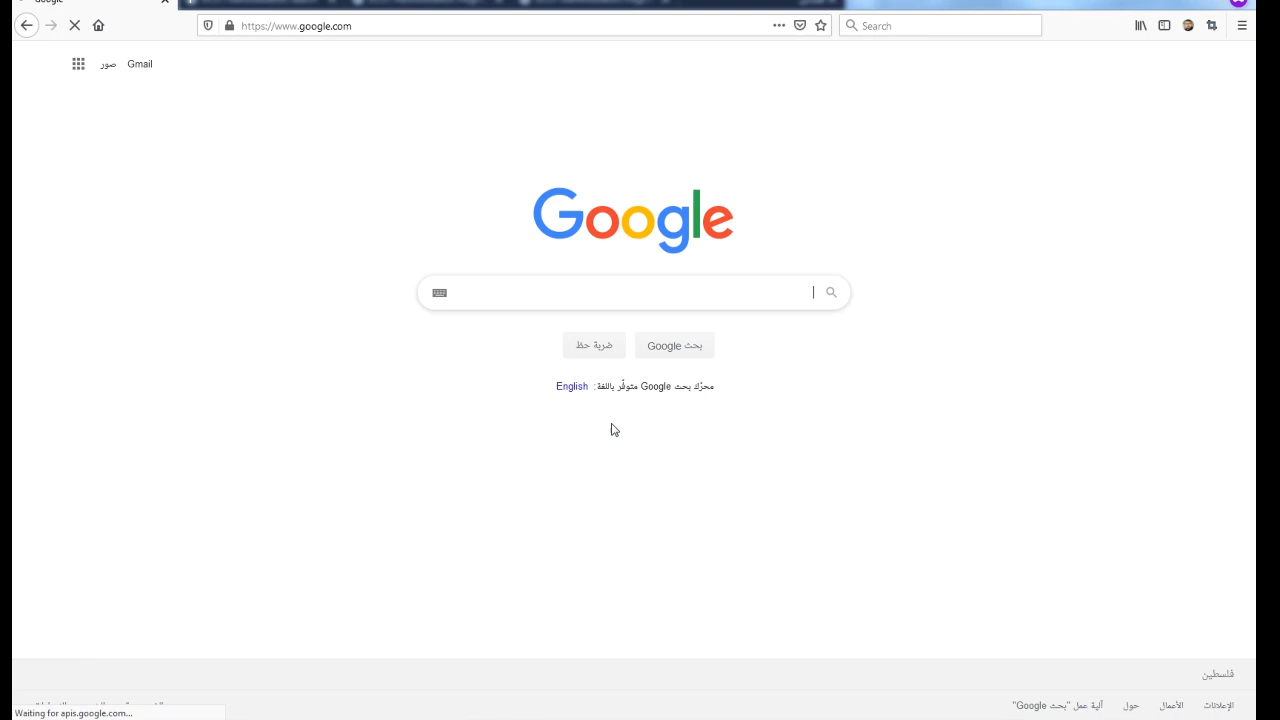 Google
https://www.google.com
Search
صور Gmail
Google
بحث Google
ضربة حظ
محرّك بحث Google متوفّر باللغة: English
فلسطين
الإعلانات الأعمال حول آلية عمل "بحث Google"
Waiting for apis.google.com...